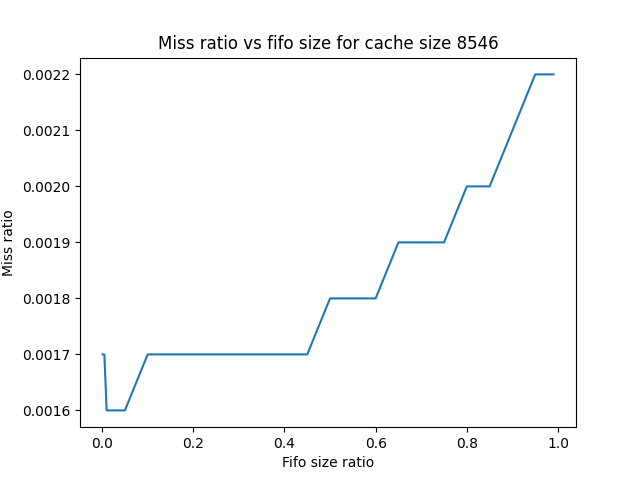 Miss ratio vs fifo size for cache size 8546
0.0022
0.0021
0.0020
0.0019
0.0018
0.0017
0.0016
Miss ratio
0.0 0.2 0.4 0.6 0.8 1.0
Fifo size ratio